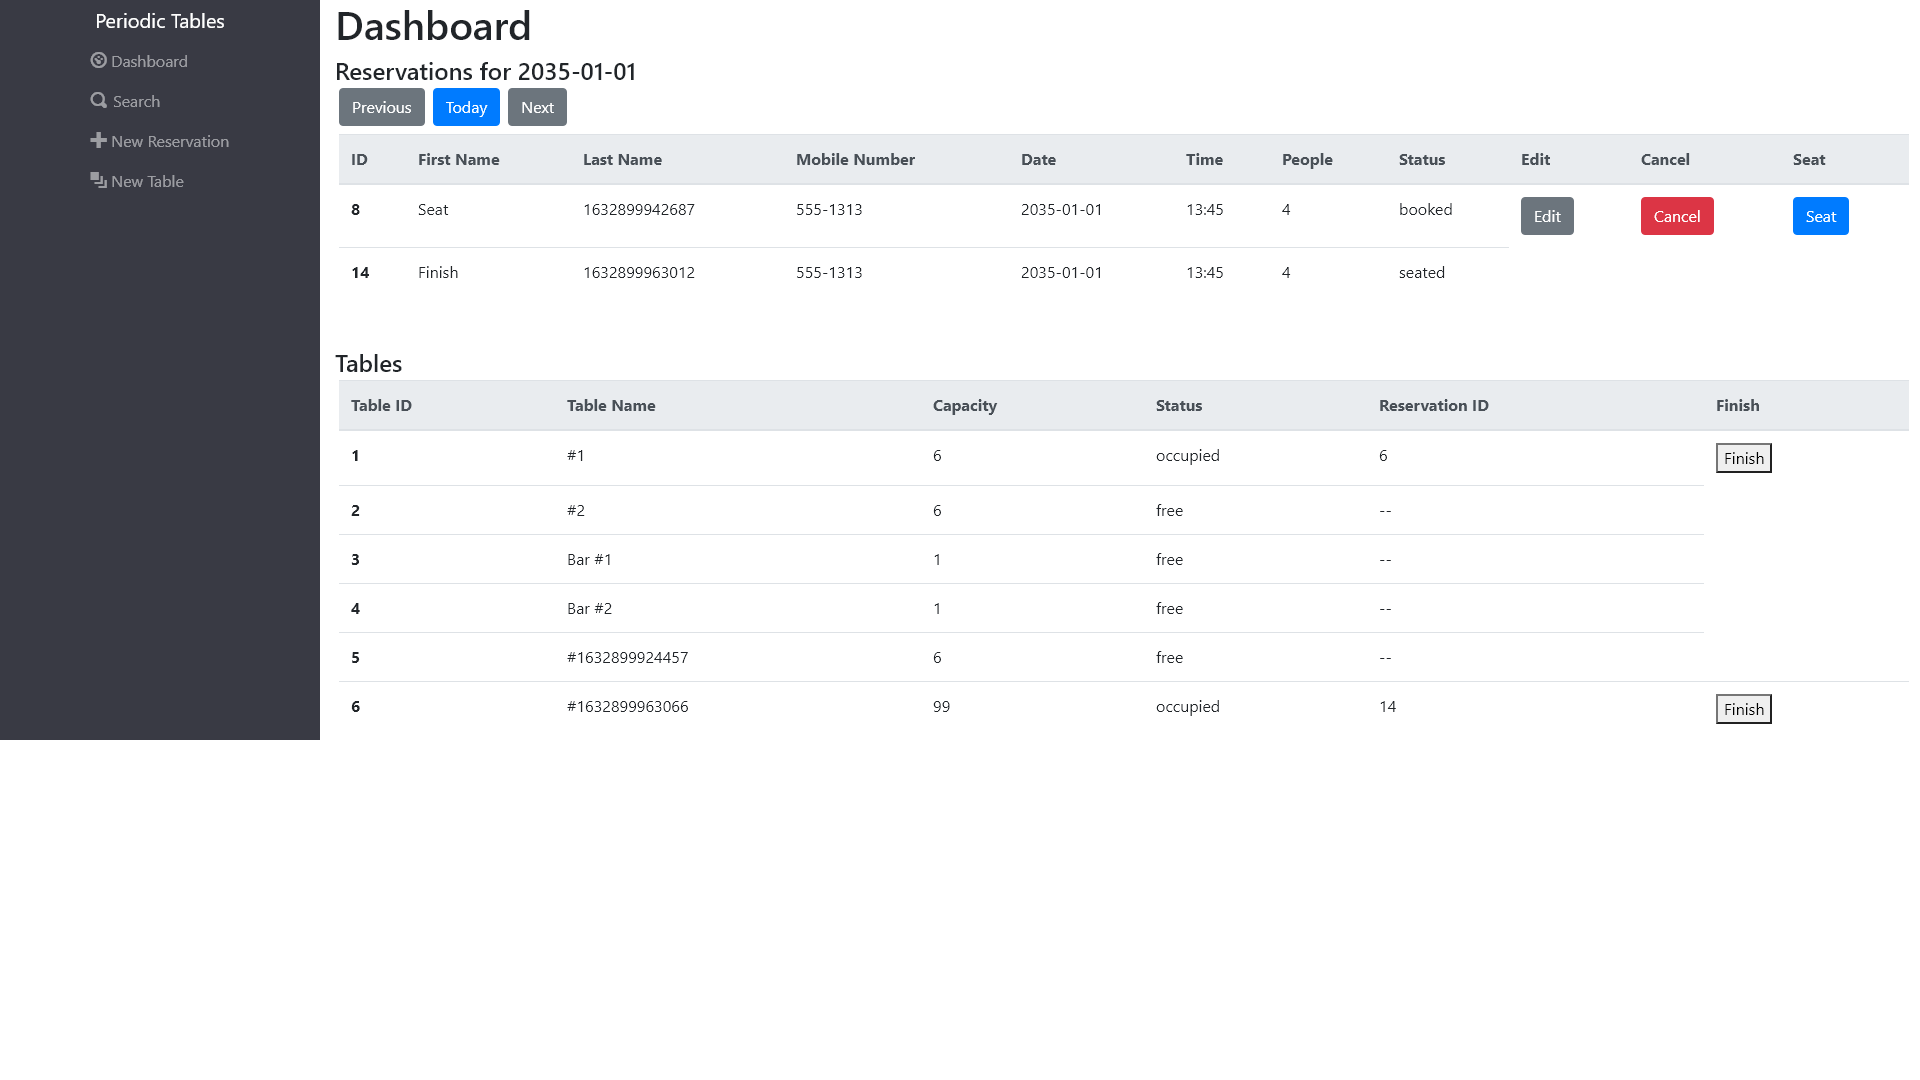 Periodic Tables
Dashboard
Search
New Reservation
New Table
Dashboard
Reservations for 2035-01-01
Previous Today Next
ID First Name Last Name Mobile Number Date Time People Status Edit Cancel Seat
8 Seat 1632899942687 555-1313 2035-01-01 13:45 4 booked Edit Cancel Seat
14 Finish 1632899963012 555-1313 2035-01-01 13:45 4 seated
Tables
Table ID Table Name Capacity Status Reservation ID Finish
1 #1 6 occupied 6 Finish
2 #2 6 free --
3 Bar #1 1 free --
4 Bar #2 1 free --
5 #1632899924457 6 free --
6 #1632899963066 99 occupied 14 Finish